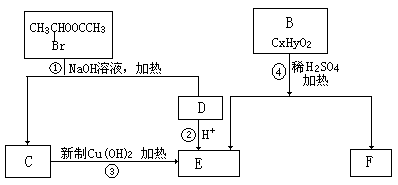 CH3CHOOCCH3
Br
B
CxHyO2
① NaOH溶液，加热
④ 稀H2SO4
加热
D
② H+
C
新制Cu(OH)2 加热
③
E
F